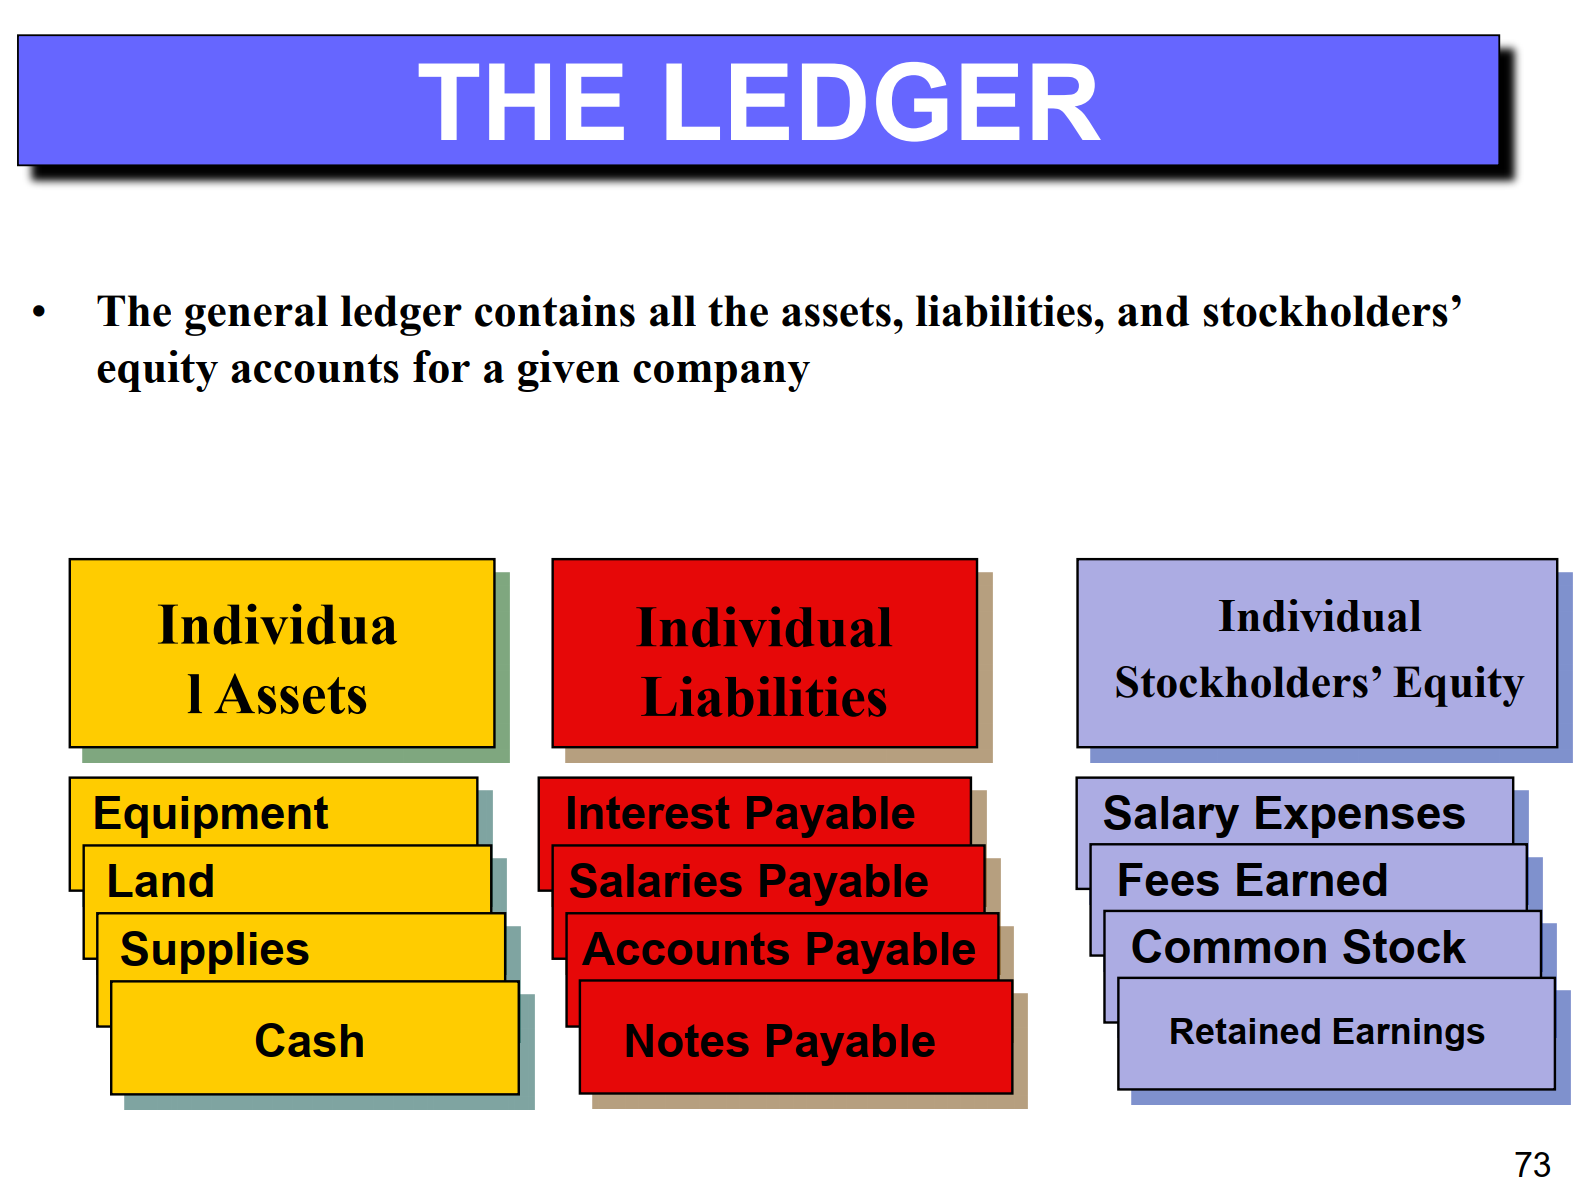 THE LEDGER
• The general ledger contains all the assets, liabilities, and stockholders’
equity accounts for a given company
Individua
l Assets
Individual
Liabilities
Individual
Stockholders’ Equity
Equipment
Land
Supplies
Cash
Interest Payable
Salaries Payable
Accounts Payable
Notes Payable
Salary Expenses
Fees Earned
Common Stock
Retained Earnings
73